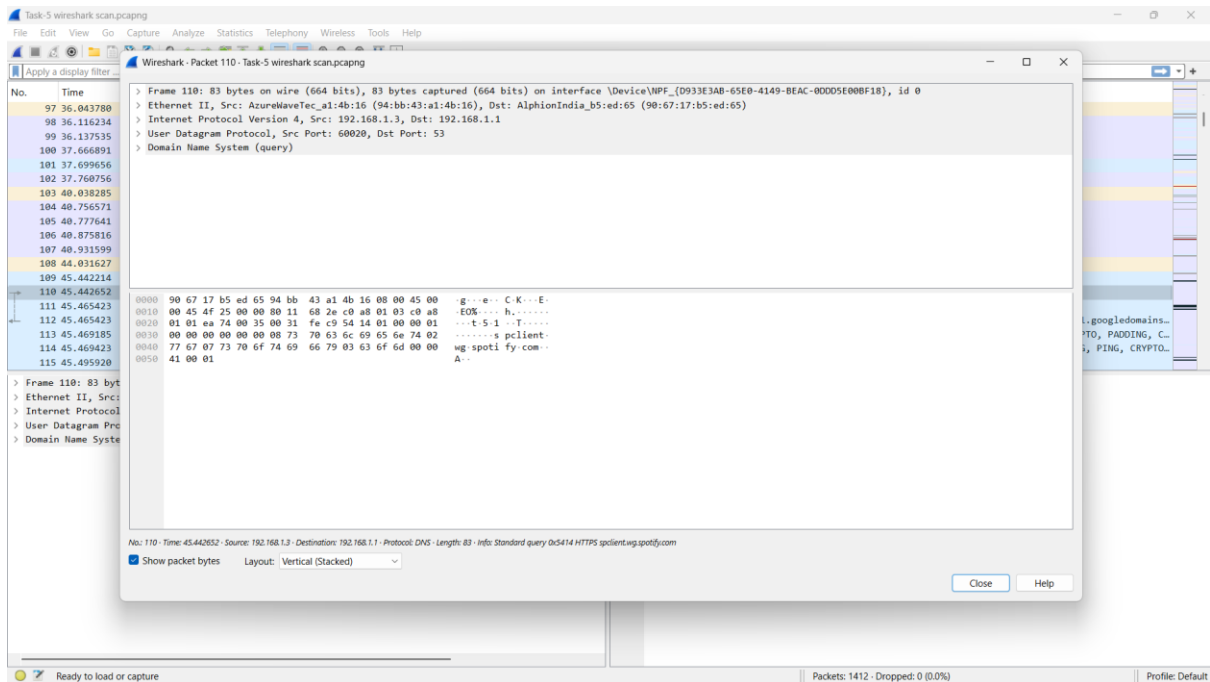 Task-5 wireshark scan.pcapng
File Edit View Go Capture Analyze Statistics Telephony Wireless Tools Help
Apply a display filter ...
Wireshark · Packet 110 · Task-5 wireshark scan.pcapng
No. Time
97 36.043780
98 36.116234
99 36.137535
100 37.666891
101 37.699656
102 37.760756
103 40.038285
104 40.756571
105 40.777641
106 40.875816
107 40.931599
108 44.031627
109 45.442214
110 45.442652
111 45.465423
112 45.465423
113 45.469185
114 45.469423
115 45.495920
l.googledomains…
PTO, PADDING, C…
G, PING, CRYPTO…
> Frame 110: 83 bytes on wire (664 bits), 83 bytes captured (664 bits) on interface \Device\NPF_{D933E3AB-65E0-4149-BEAC-0DDD5E00BF18}, id 0
> Ethernet II, Src: AzureWaveTec_a1:4b:16 (94:bb:43:a1:4b:16), Dst: AlphionIndia_b5:ed:65 (90:67:17:b5:ed:65)
> Internet Protocol Version 4, Src: 192.168.1.3, Dst: 192.168.1.1
> User Datagram Protocol, Src Port: 60020, Dst Port: 53
> Domain Name System (query)
0000 90 67 17 b5 ed 65 94 bb 43 a1 4b 16 08 00 45 00 ·g···e·· C·K···E·
0010 00 45 4f 25 00 00 80 11 68 2e c0 a8 01 03 c0 a8 ·EO%···· h.······
0020 01 01 ea 74 00 35 00 31 fe c9 54 14 01 00 00 01 ···t·5·1 ··T·····
0030 00 00 00 00 00 00 08 73 70 63 6c 69 65 6e 74 02 ·······s pclient·
0040 77 67 07 73 70 6f 74 69 66 79 03 63 6f 6d 00 00 wg·spoti fy·com··
0050 41 00 01 A··
> Frame 110: 83 byt
> Ethernet II, Src:
> Internet Protocol
> User Datagram Pro
> Domain Name Syste
No.: 110 · Time: 45.442652 · Source: 192.168.1.3 · Destination: 192.168.1.1 · Protocol: DNS · Length: 83 · Info: Standard query 0x5414 HTTPS spclient.wg.spotify.com
Show packet bytes Layout: Vertical (Stacked)
Close Help
Ready to load or capture Packets: 1412 · Dropped: 0 (0.0%) Profile: Default